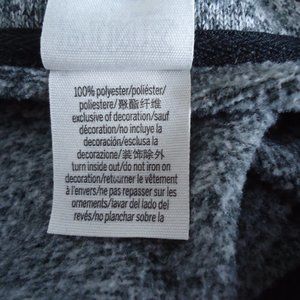 100% polyester/poliéster/
poliestere/聚酯纤维
exclusive of decoration/sauf
décoration/no incluye la
decoración/esclusa la
decorazione/装饰除外
turn inside out/do not iron on
decoration/retourner le vêtement
à l'envers/ne pas repasser sur les
ornements/lavar del lado del
revés/no planchar sobre la